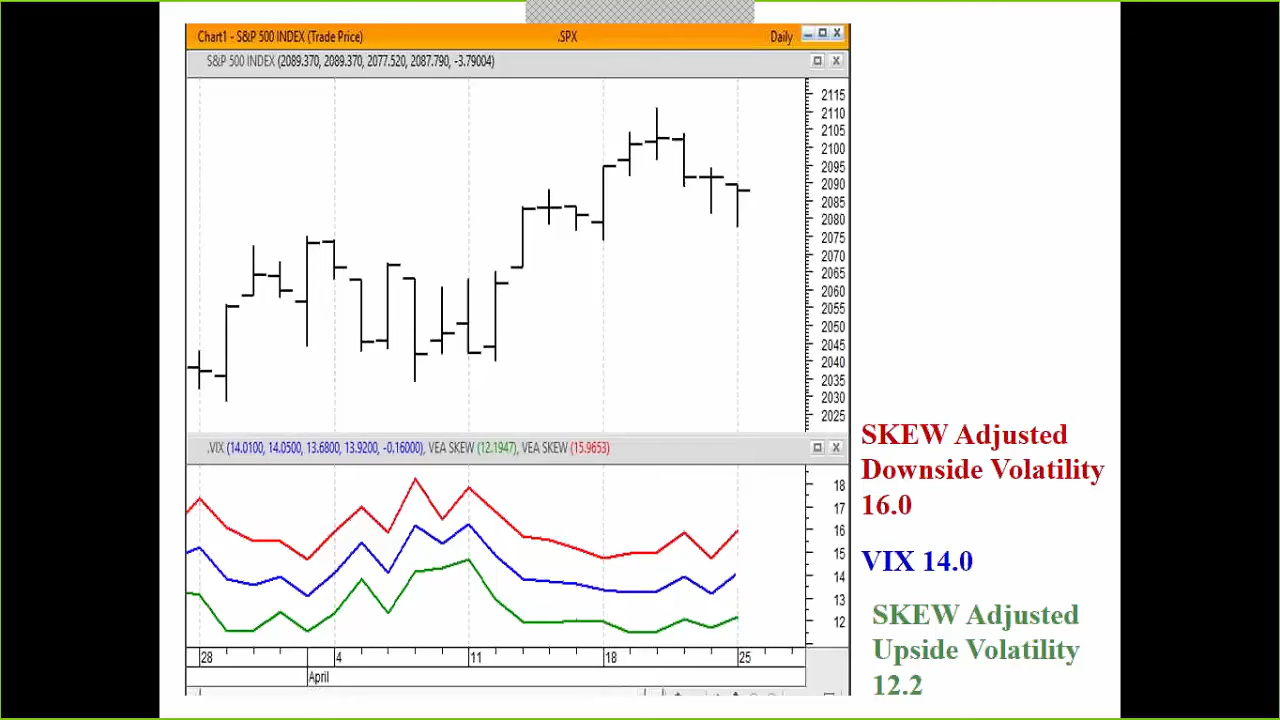 Chart1 - S&P 500 INDEX (Trade Price) .SPX Daily
S&P 500 INDEX (2089.370, 2089.370, 2077.520, 2087.790, -3.79004)
2115
2110
2105
2100
2095
2090
2085
2080
2075
2070
2065
2060
2055
2050
2045
2040
2035
2030
2025
.VIX (14.0100, 14.0500, 13.6800, 13.9200, -0.16000), VEA SKEW (12.1947), VEA SKEW (15.9653)
18
17
16
15
14
13
12
28 4 11 18 25
April
SKEW Adjusted
Downside Volatility
16.0
VIX 14.0
SKEW Adjusted
Upside Volatility
12.2